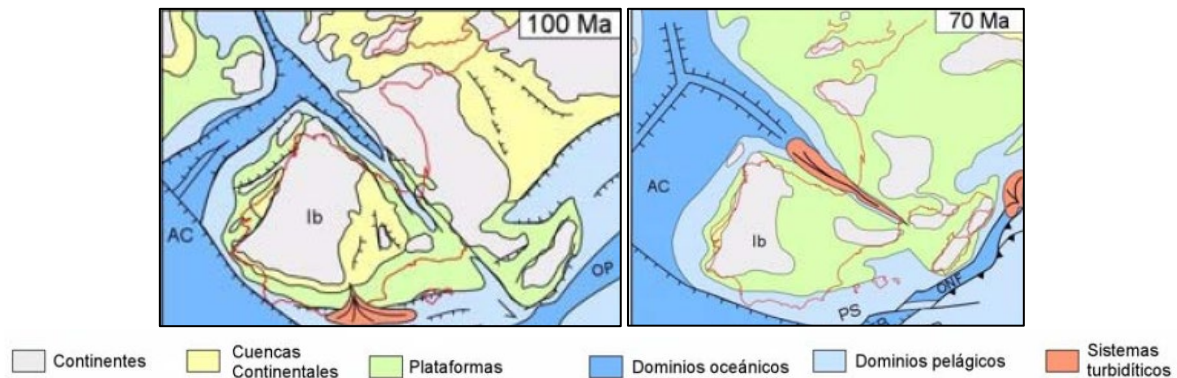 100 Ma
Ib
AC
OP
70 Ma
AC
Ib
PS
ONF
Continentes
Cuencas
Continentales
Plataformas
Dominios oceánicos
Dominios pelágicos
Sistemas
turbidíticos